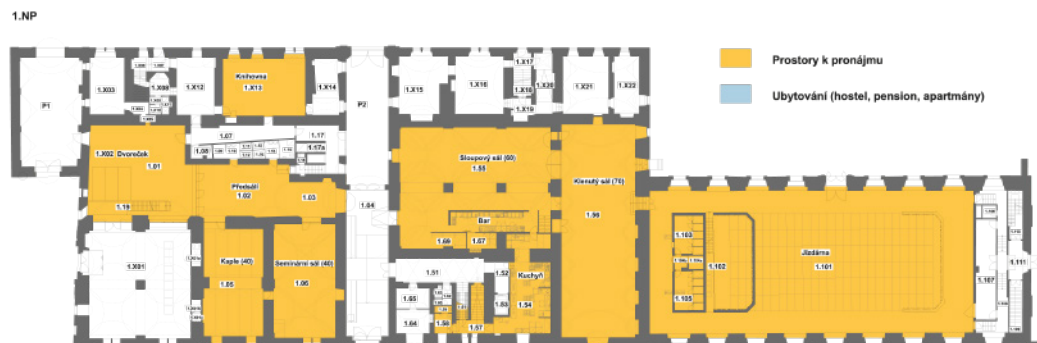 1.NP
Prostory k pronájmu
Ubytování (hostel, pension, apartmány)
P1
1.X03
1.X08
1.X12
Knihovna
1.X13
1.X14
P2
1.X15
1.X16
1.X17
1.X18
1.X19
1.X20
1.X21
1.X22
1.X02 Dvoreček
1.01
1.07
1.08
1.17
1.17a
Předsálí
1.02
1.03
1.19
1.04
Sloupový sál (60)
1.55
Bar
1.69
1.67
Klenutý sál (70)
1.56
1.X01
Kaple (40)
1.05
Seminární sál (40)
1.06
1.51
1.52
1.53
Kuchyň
1.54
1.65
1.64
1.58
1.57
1.103
1.102
1.105
Jízdárna
1.101
1.107
1.111